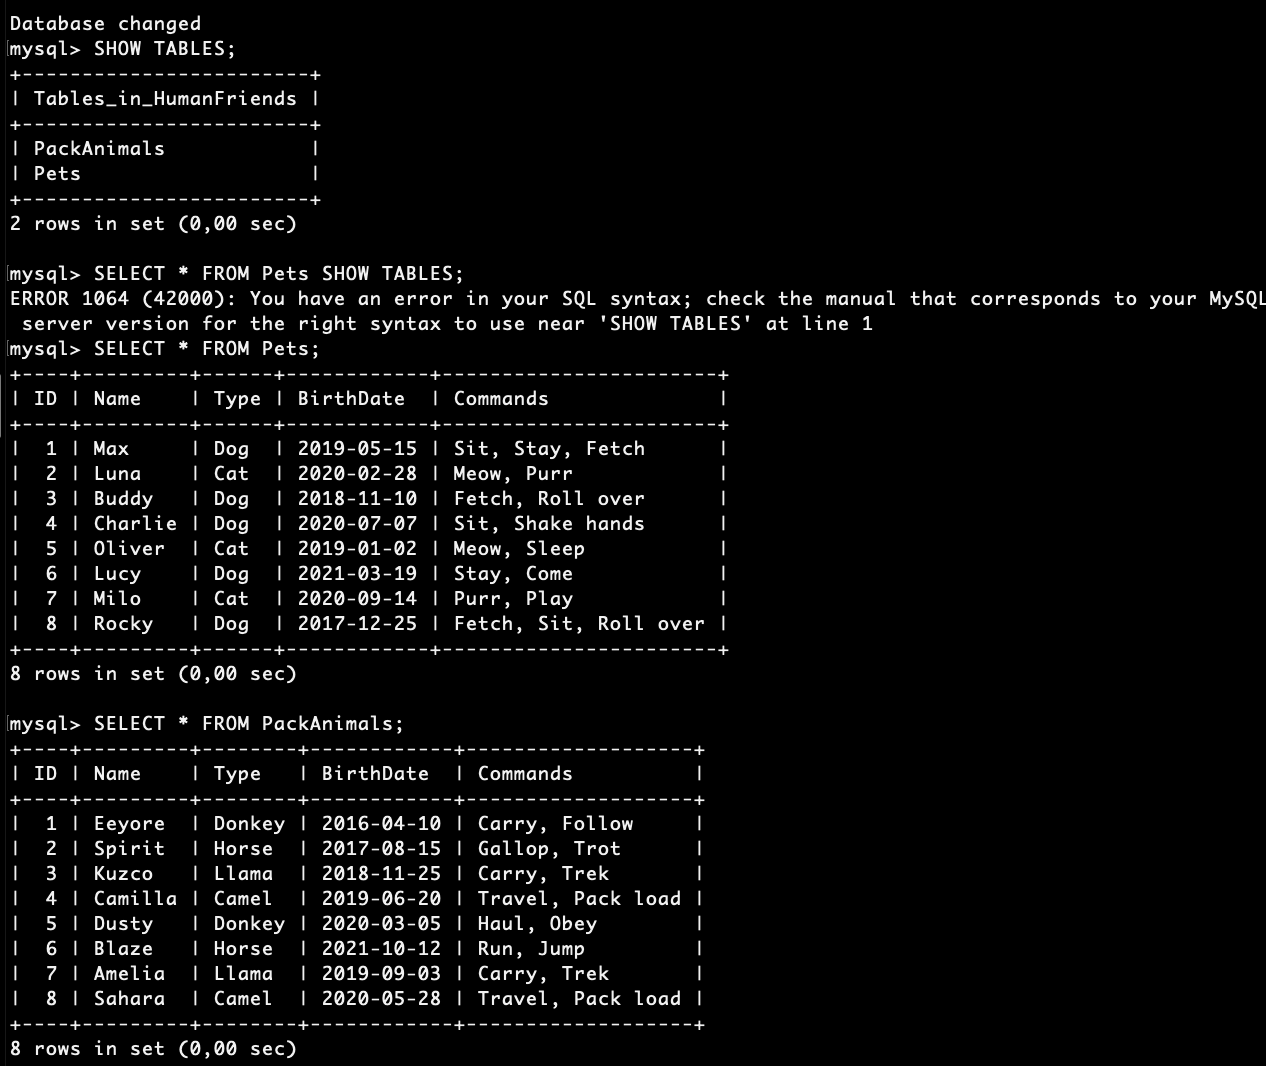 Database changed
mysql> SHOW TABLES;
+------------------------+
| Tables_in_HumanFriends |
+------------------------+
| PackAnimals            |
| Pets                   |
+------------------------+
2 rows in set (0,00 sec)

mysql> SELECT * FROM Pets SHOW TABLES;
ERROR 1064 (42000): You have an error in your SQL syntax; check the manual that corresponds to your MySQL
 server version for the right syntax to use near 'SHOW TABLES' at line 1
mysql> SELECT * FROM Pets;
+----+---------+------+------------+-----------------------+
| ID | Name    | Type | BirthDate  | Commands              |
+----+---------+------+------------+-----------------------+
|  1 | Max     | Dog  | 2019-05-15 | Sit, Stay, Fetch      |
|  2 | Luna    | Cat  | 2020-02-28 | Meow, Purr            |
|  3 | Buddy   | Dog  | 2018-11-10 | Fetch, Roll over      |
|  4 | Charlie | Dog  | 2020-07-07 | Sit, Shake hands      |
|  5 | Oliver  | Cat  | 2019-01-02 | Meow, Sleep           |
|  6 | Lucy    | Dog  | 2021-03-19 | Stay, Come            |
|  7 | Milo    | Cat  | 2020-09-14 | Purr, Play            |
|  8 | Rocky   | Dog  | 2017-12-25 | Fetch, Sit, Roll over |
+----+---------+------+------------+-----------------------+
8 rows in set (0,00 sec)

mysql> SELECT * FROM PackAnimals;
+----+---------+--------+------------+-------------------+
| ID | Name    | Type   | BirthDate  | Commands          |
+----+---------+--------+------------+-------------------+
|  1 | Eeyore  | Donkey | 2016-04-10 | Carry, Follow     |
|  2 | Spirit  | Horse  | 2017-08-15 | Gallop, Trot      |
|  3 | Kuzco   | Llama  | 2018-11-25 | Carry, Trek       |
|  4 | Camilla | Camel  | 2019-06-20 | Travel, Pack load |
|  5 | Dusty   | Donkey | 2020-03-05 | Haul, Obey        |
|  6 | Blaze   | Horse  | 2021-10-12 | Run, Jump         |
|  7 | Amelia  | Llama  | 2019-09-03 | Carry, Trek       |
|  8 | Sahara  | Camel  | 2020-05-28 | Travel, Pack load |
+----+---------+--------+------------+-------------------+
8 rows in set (0,00 sec)